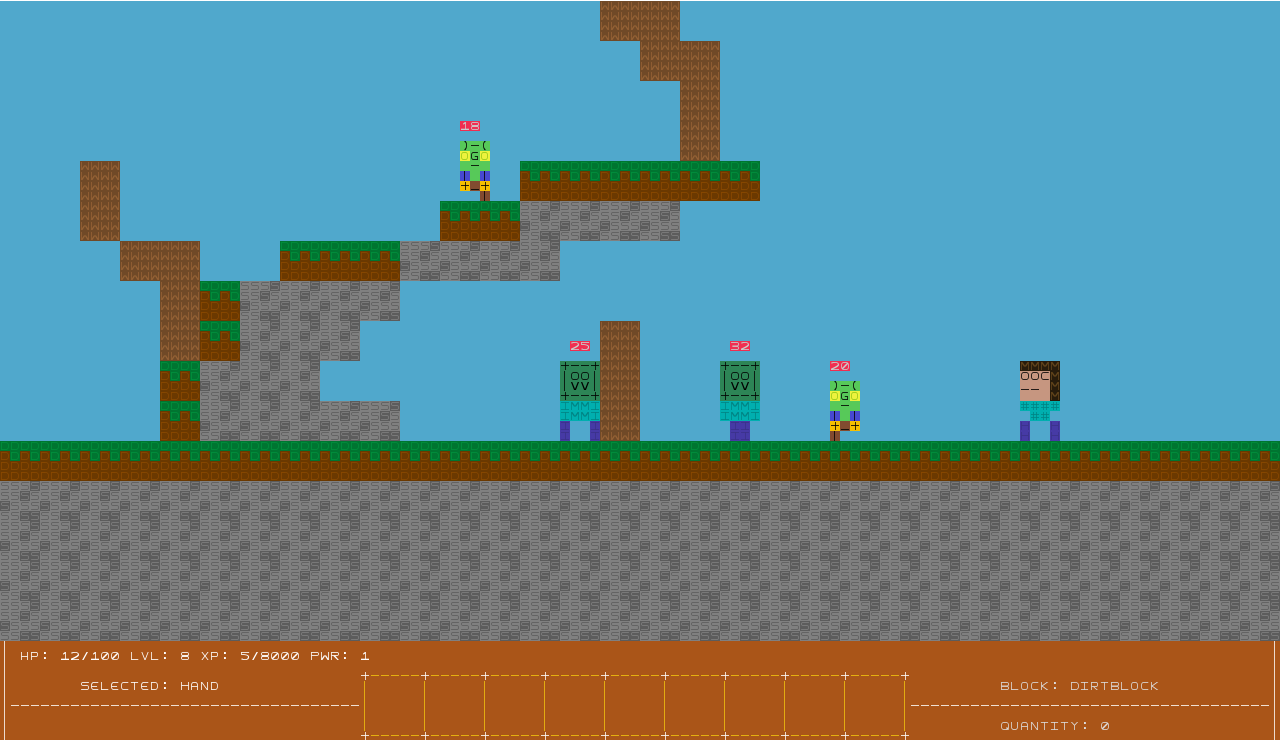 18
25
32
20
HP: 12/100 LVL: 8 XP: 5/8000 PWR: 1
SELECTED: HAND
BLOCK: DIRTBLOCK
QUANTITY: 0